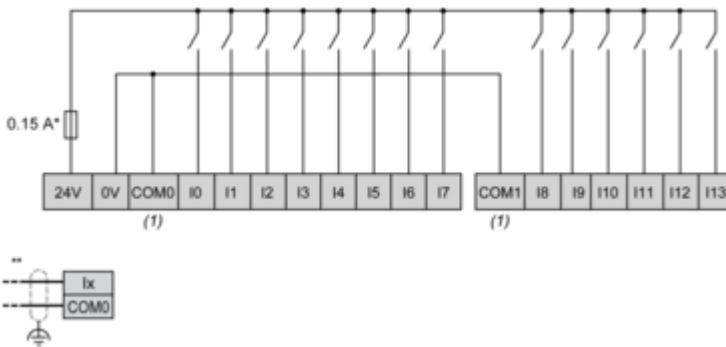 0.15 A*
24V 0V COM0 I0 I1 I2 I3 I4 I5 I6 I7 COM1 I8 I9 I10 I11 I12 I13
(1) (1)
**
Ix
COM0